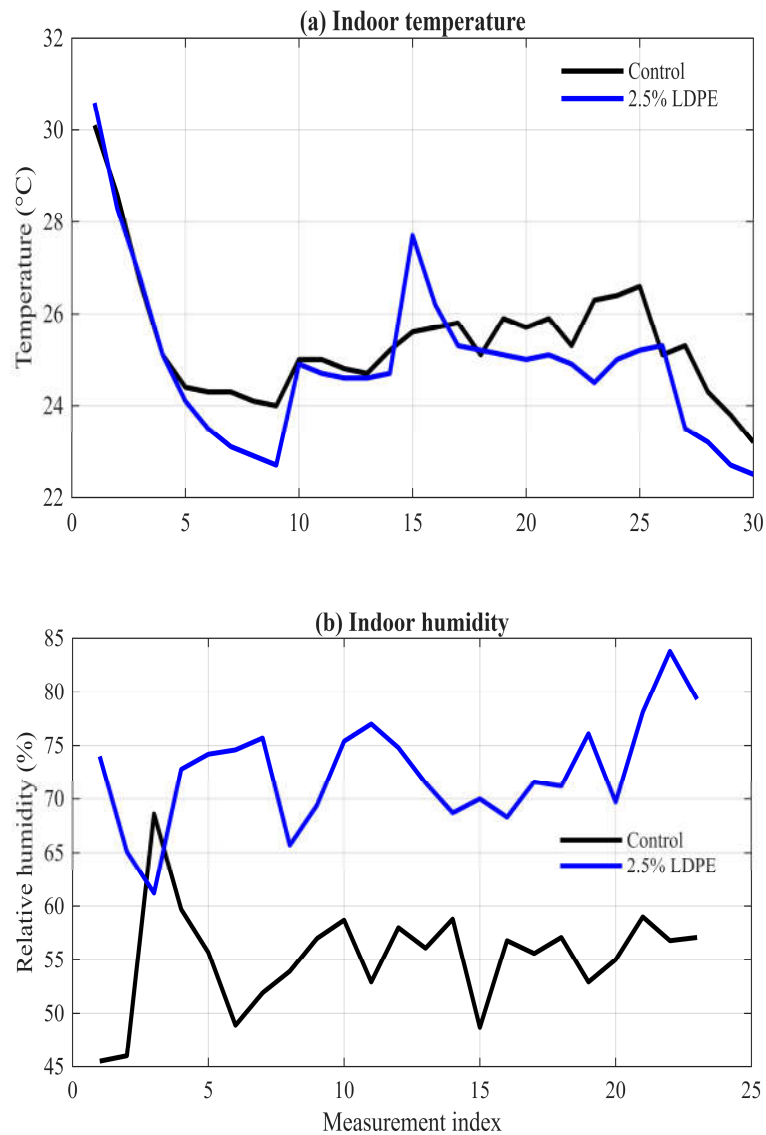 (a) Indoor temperature
32
30
28
26
24
22
Temperature (°C)
Control
2.5% LDPE
0 5 10 15 20 25 30
(b) Indoor humidity
85
80
75
70
65
60
55
50
45
Relative humidity (%)
Control
2.5% LDPE
0 5 10 15 20 25
Measurement index